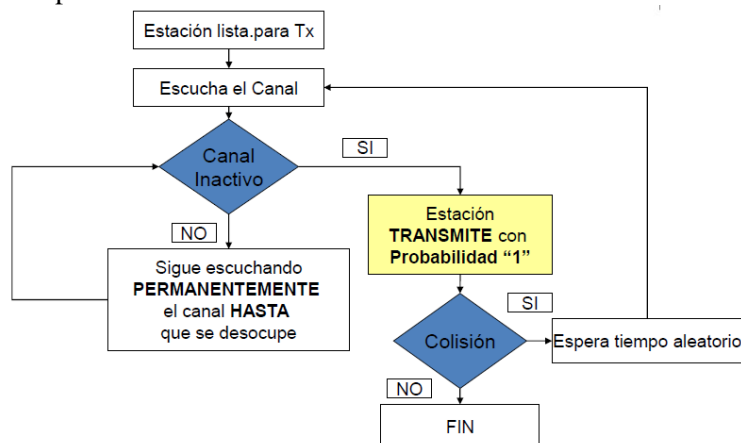 Estación lista.para Tx
Escucha el Canal
Canal
Inactivo
SI
NO
Estación
TRANSMITE con
Probabilidad “1”
Sigue escuchando
PERMANENTEMENTE
el canal HASTA
que se desocupe
Colisión
SI
Espera tiempo aleatorio
NO
FIN